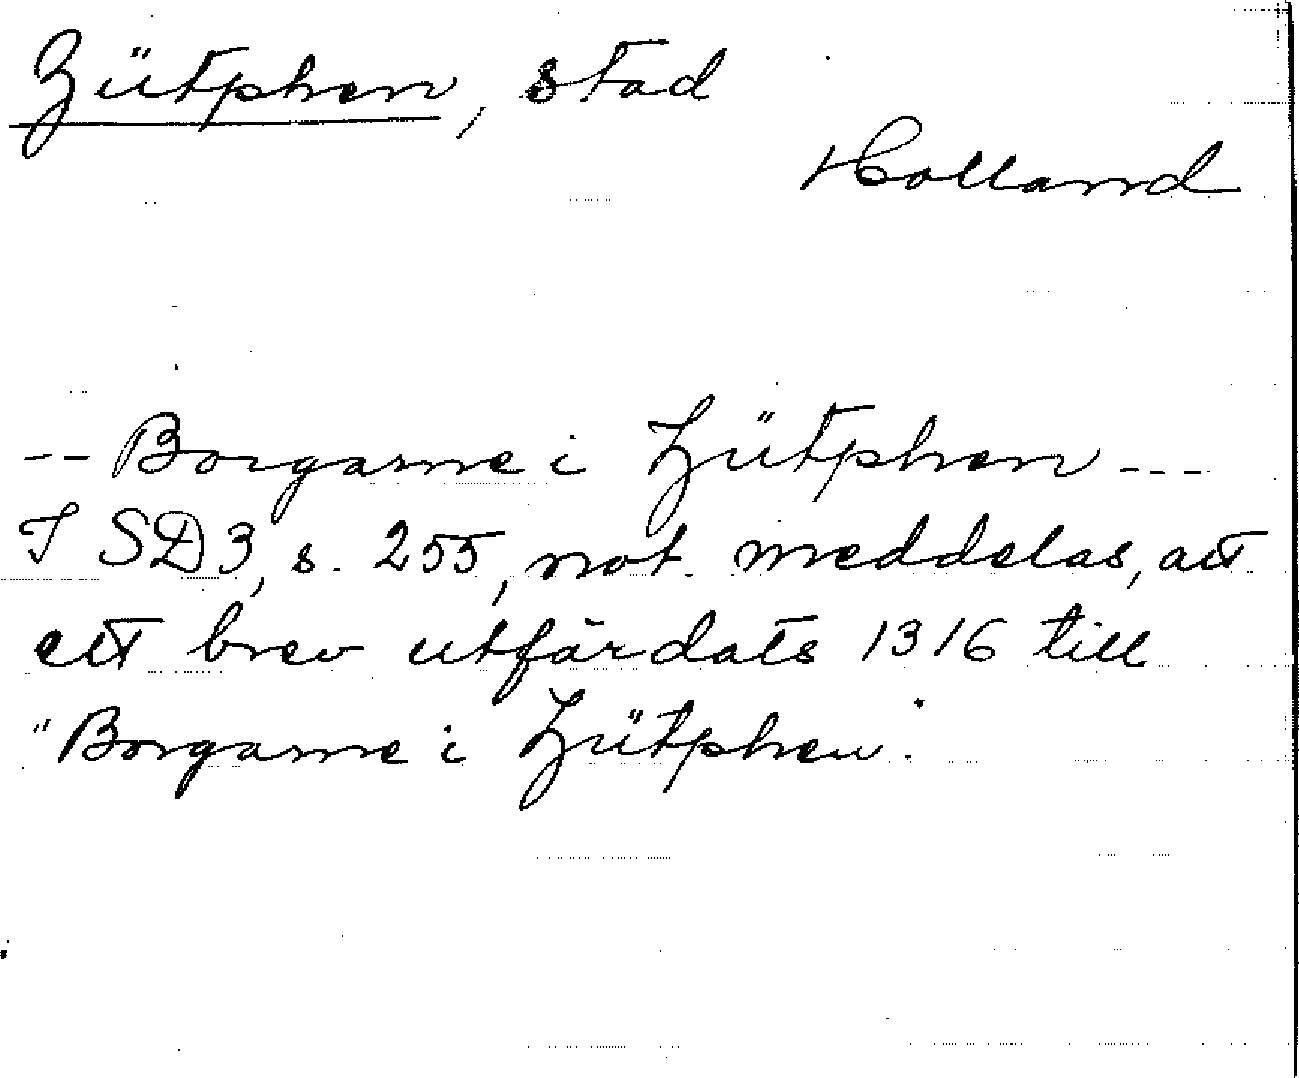 Zütphen, stad
Holland
-- Borgarne i Zütphen ---
I SD3, s. 255, not. meddelas, att
ett brev utfärdats 1316 till
"Borgarne i Zütphen.